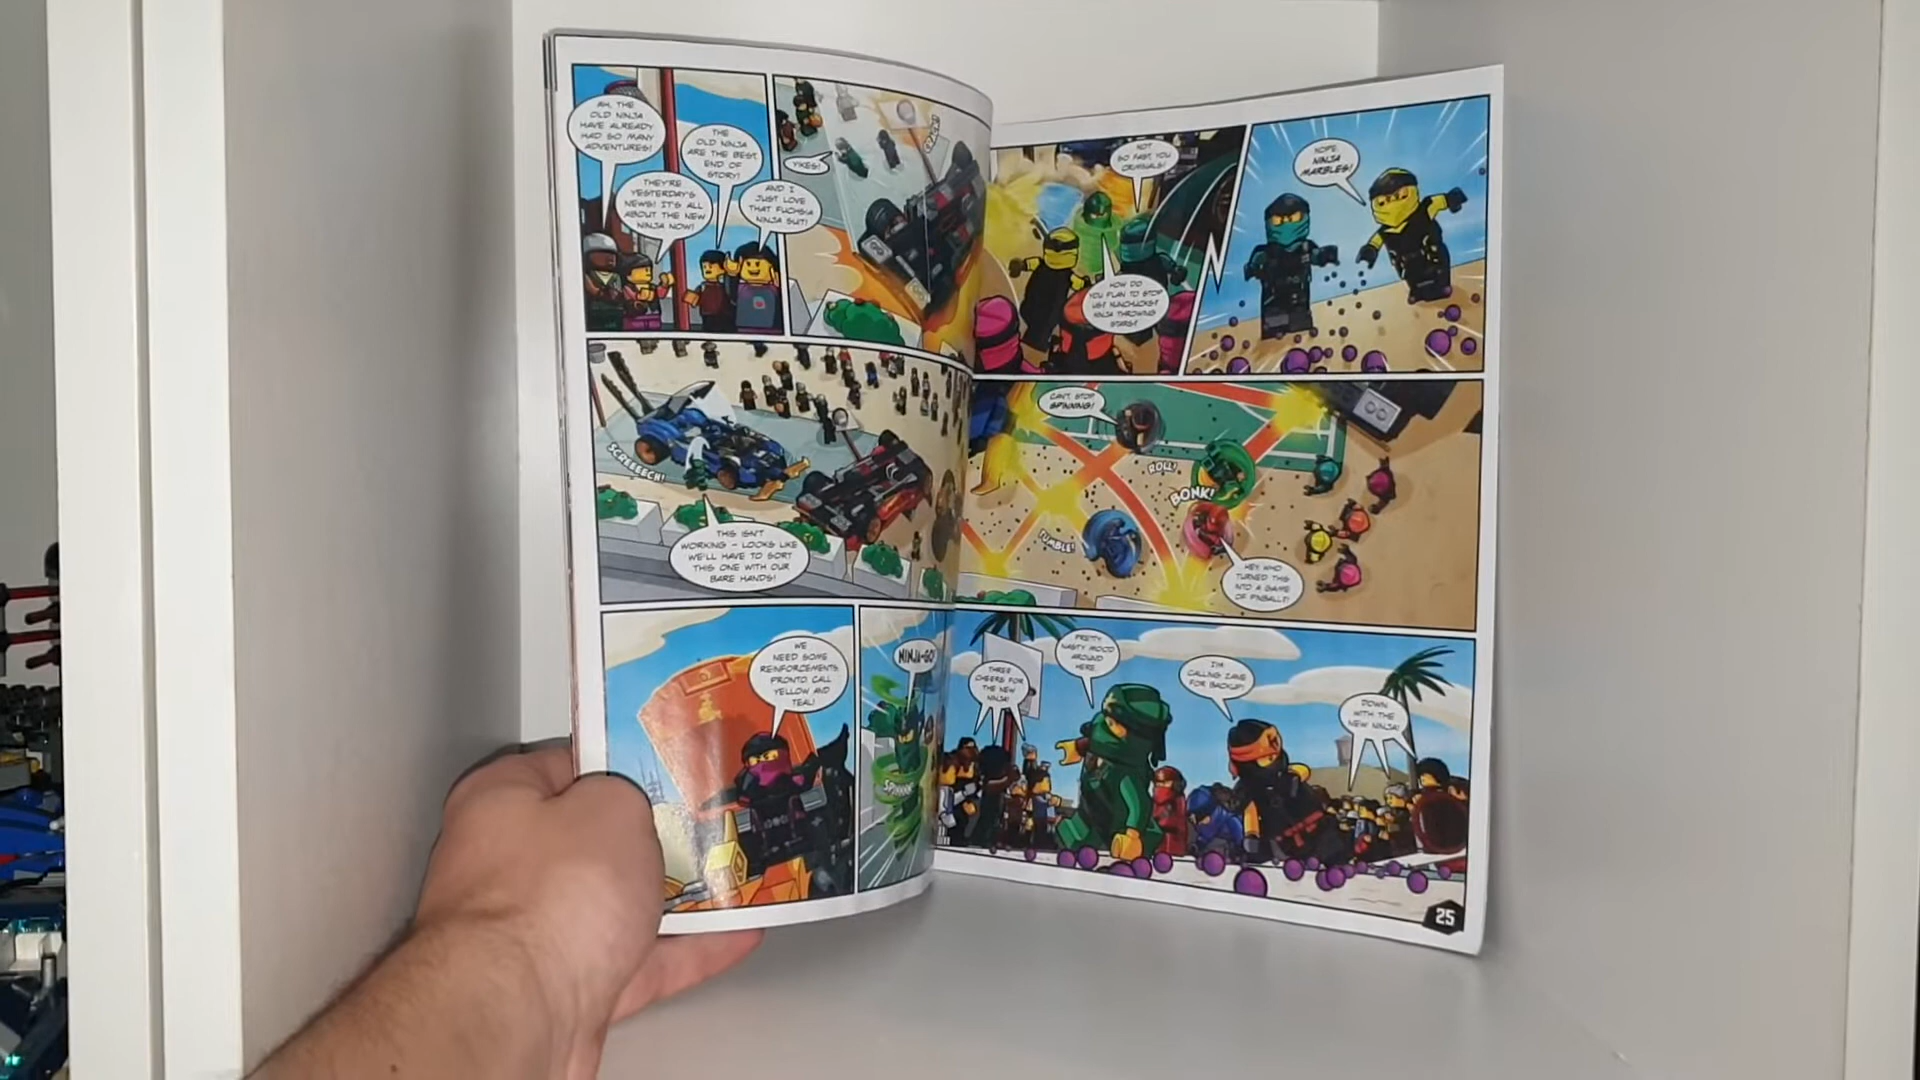 AH, THE
OLD NINJA
HAVE ALREADY
HAD SO MANY
ADVENTURES!
THE
OLD NINJA
ARE THE BEST,
END OF
STORY!
THEY'RE
YESTERDAY'S
NEWS! IT'S ALL
ABOUT THE NEW
NINJA NOW!
AND I
JUST LOVE
THAT FUCHSIA
NINJA SUIT!
YIKES!
CRACK!
SCREEEECH!
THIS ISN'T
WORKING – LOOKS LIKE
WE'LL HAVE TO SORT
THIS ONE WITH OUR
BARE HANDS!
WE
NEED SOME
REINFORCEMENTS
PRONTO. CALL
YELLOW AND
TEAL!
NINJA-GO!
SPINNNN!
NOT
SO FAST, YOU
CRIMINALS!
HOW DO
YOU PLAN TO STOP
US? NUNCHUCKS?
NINJA THROWING
STARS?
NOPE,
NINJA
MARBLES!
CAN'T STOP
SPINNING!
ROLL!
BONK!
TUMBLE!
HEY, WHO
TURNED THIS
INTO A GAME
OF PINBALL?!
THREE
CHEERS FOR
THE NEW
NINJA!
PRETTY
NASTY MOOD
AROUND
HERE.
I'M
CALLING ZANE
FOR BACKUP!
DOWN
WITH THE
NEW NINJA!
25